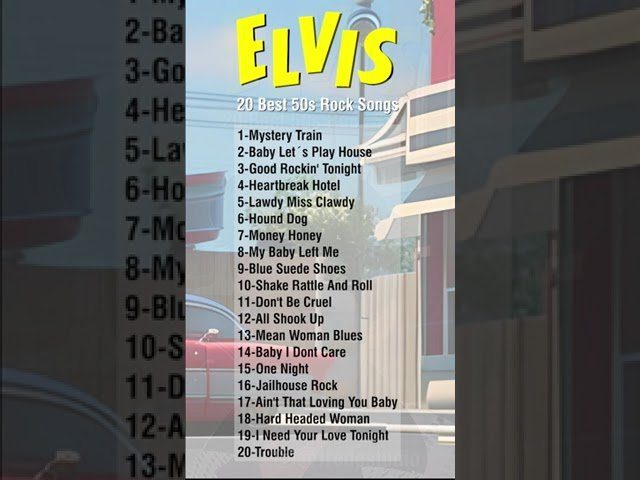 ELVIS
20 Best 50s Rock Songs
1-Mystery Train
2-Baby Let´s Play House
3-Good Rockin' Tonight
4-Heartbreak Hotel
5-Lawdy Miss Clawdy
6-Hound Dog
7-Money Honey
8-My Baby Left Me
9-Blue Suede Shoes
10-Shake Rattle And Roll
11-Don't Be Cruel
12-All Shook Up
13-Mean Woman Blues
14-Baby I Dont Care
15-One Night
16-Jailhouse Rock
17-Ain't That Loving You Baby
18-Hard Headed Woman
19-I Need Your Love Tonight
20-Trouble